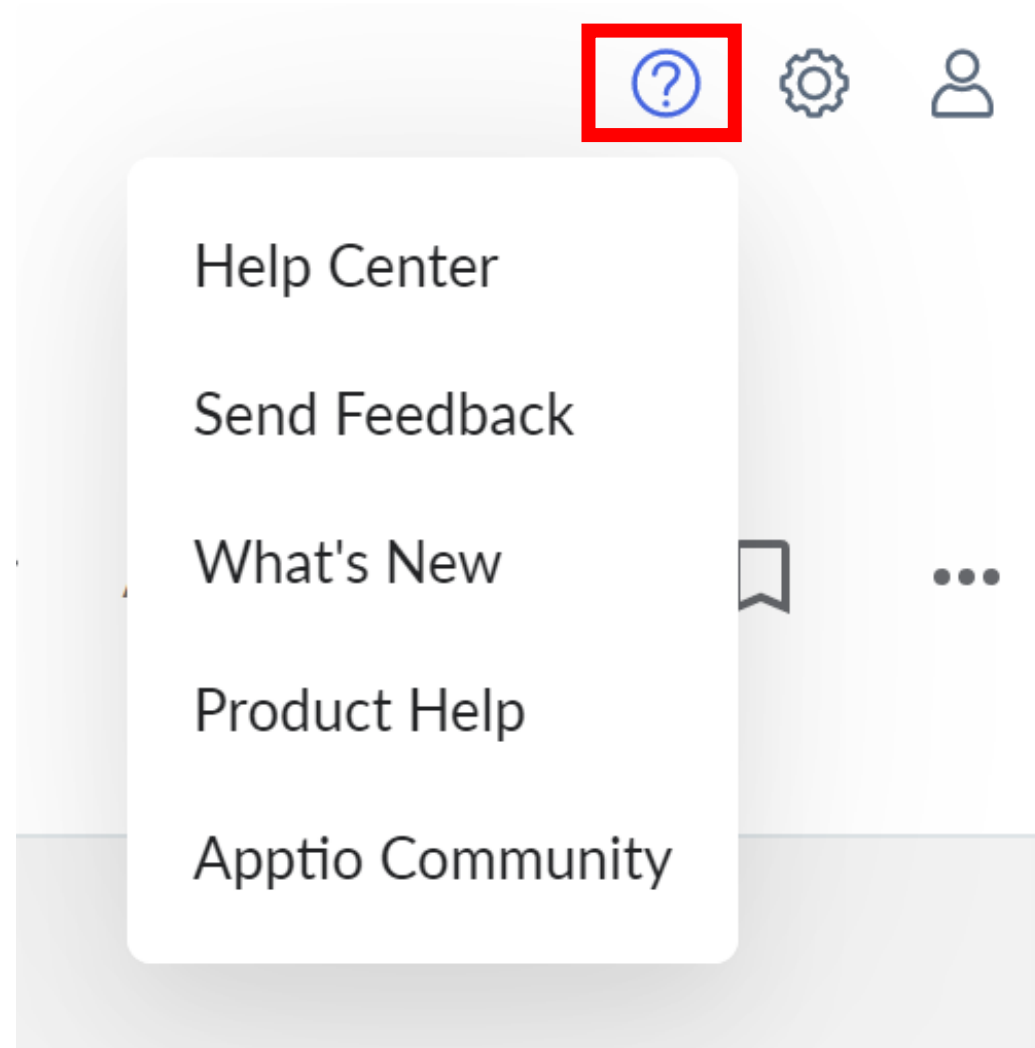 Help Center
Send Feedback
What's New
Product Help
Apptio Community